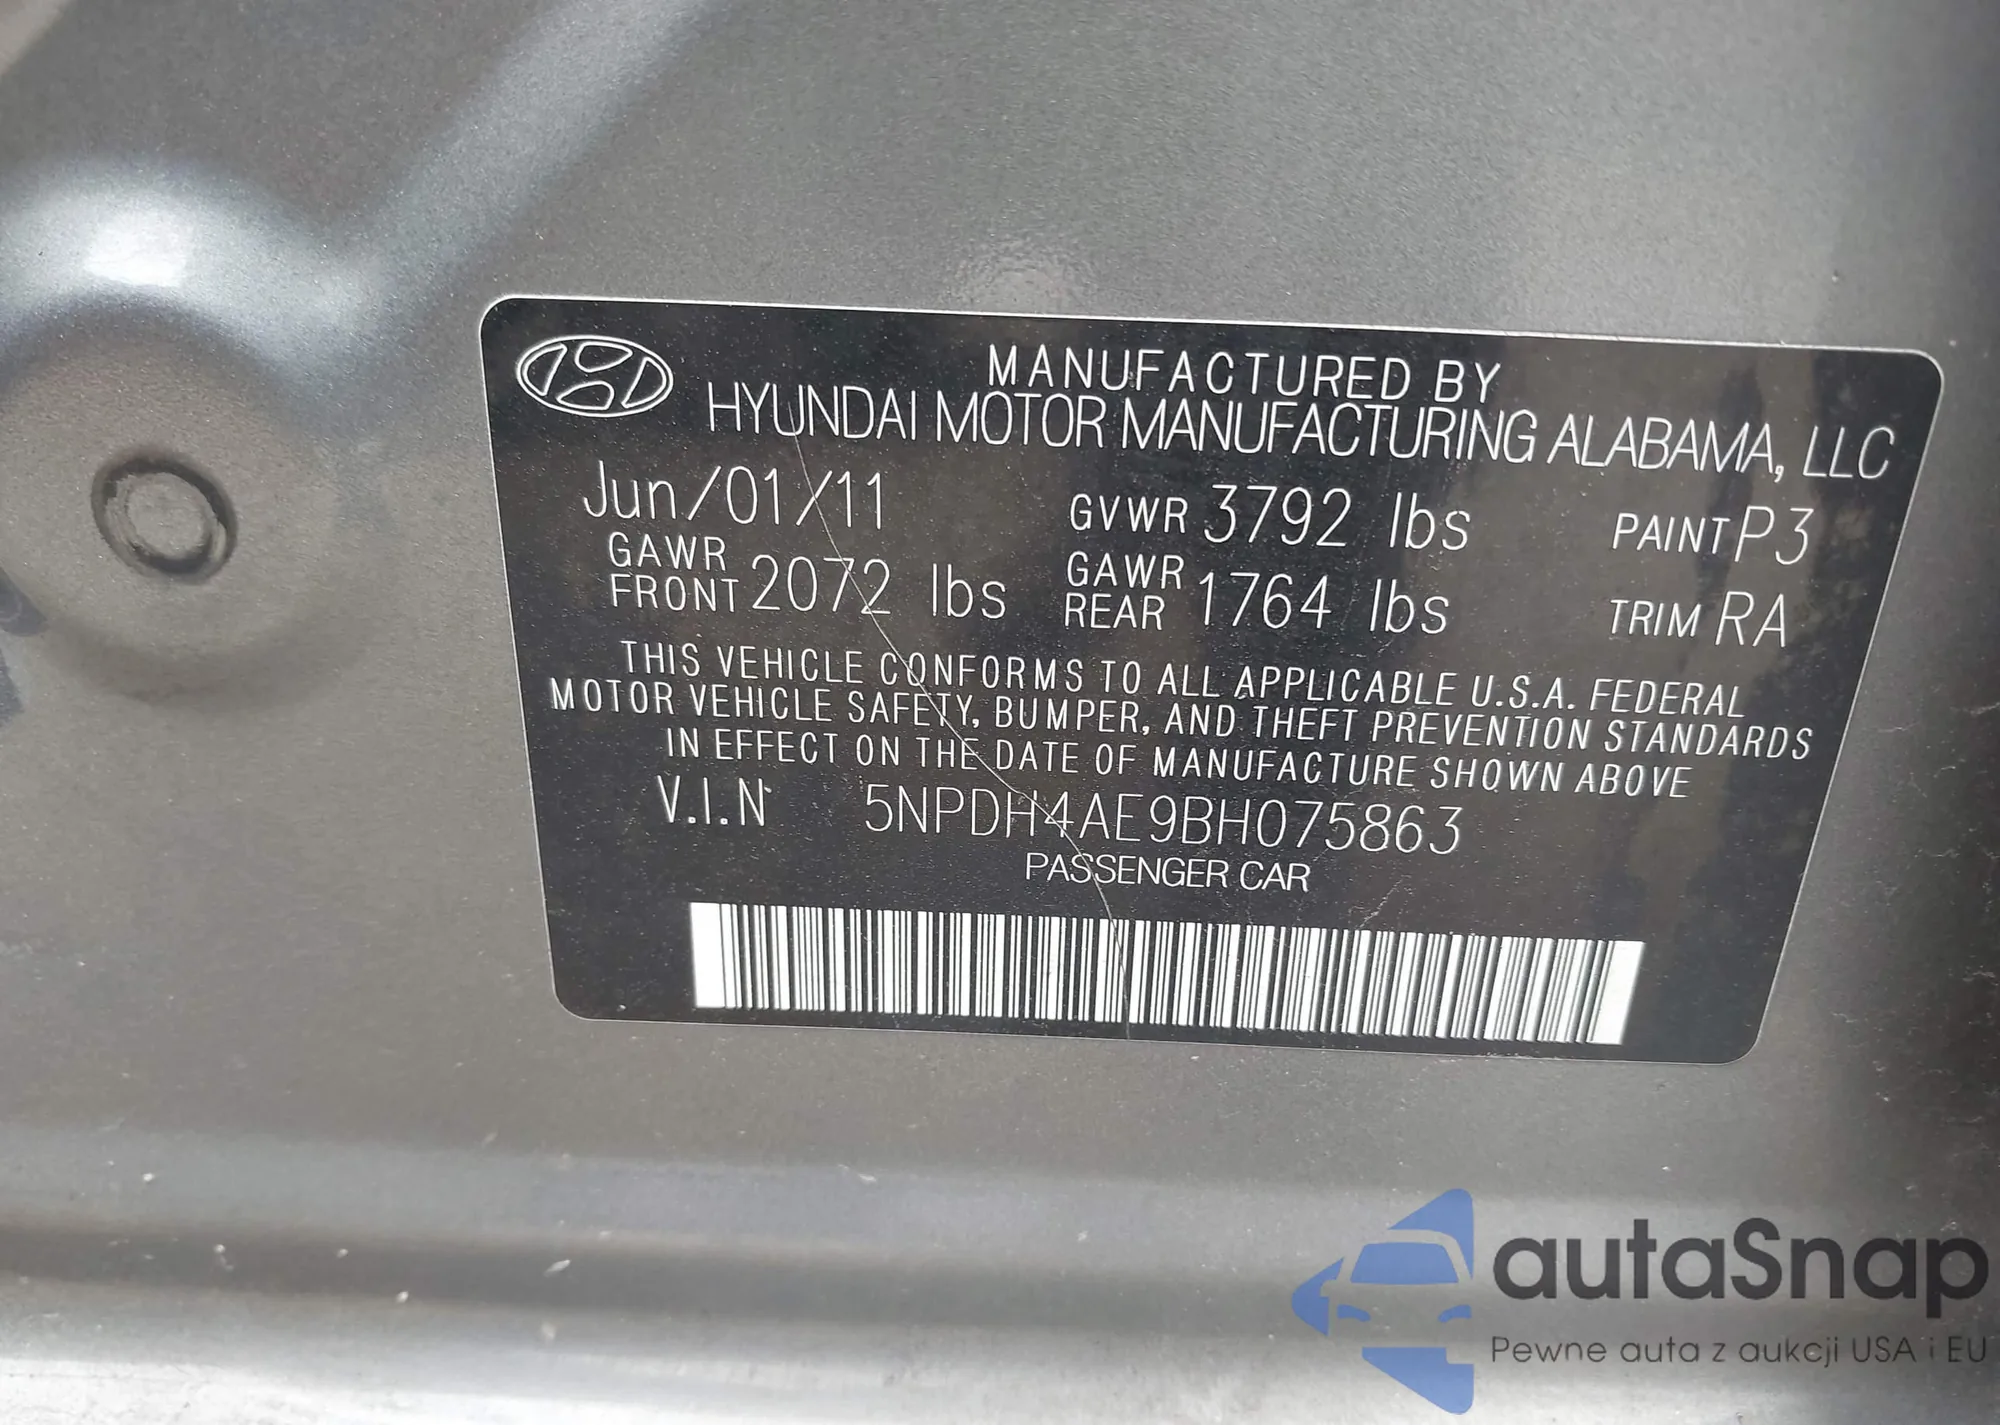 MANUFACTURED BY
HYUNDAI MOTOR MANUFACTURING ALABAMA, LLC
Jun/01/11 GVWR 3792 lbs PAINT P3
GAWR FRONT 2072 lbs GAWR REAR 1764 lbs TRIM RA
THIS VEHICLE CONFORMS TO ALL APPLICABLE U.S.A. FEDERAL
MOTOR VEHICLE SAFETY, BUMPER, AND THEFT PREVENTION STANDARDS
IN EFFECT ON THE DATE OF MANUFACTURE SHOWN ABOVE
V.I.N 5NPDH4AE9BH075863
PASSENGER CAR
autaSnap
Pewne auta z aukcji USA i EU